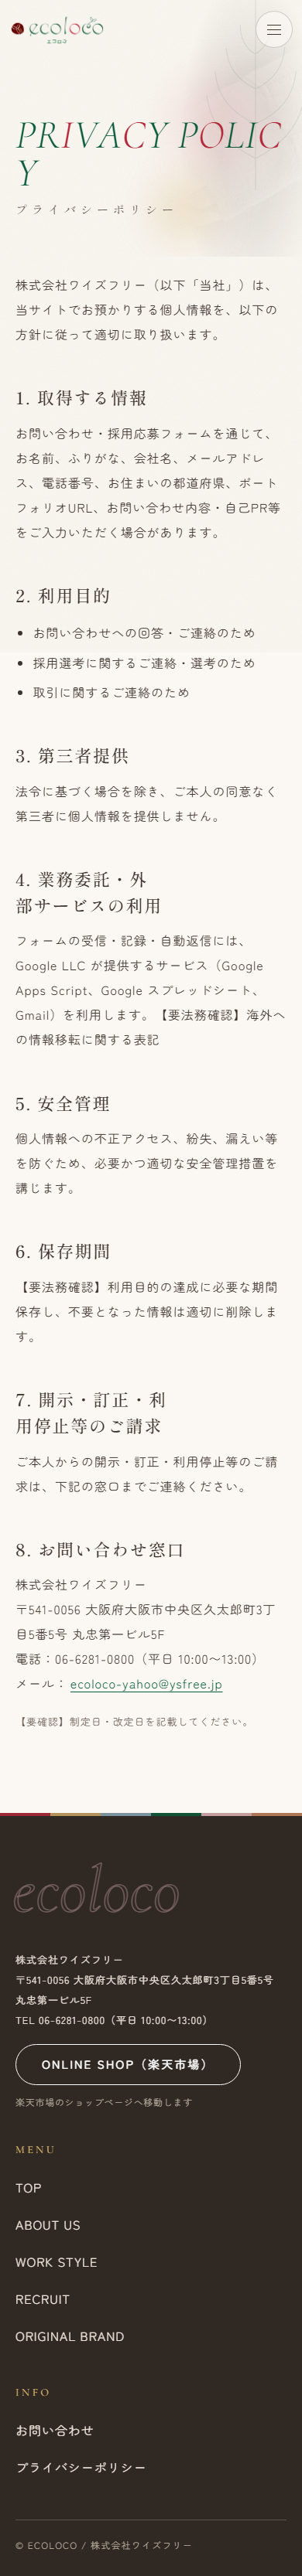 ecoloco
エコロコ
PRIVACY POLIC
Y
プライバシーポリシー
株式会社ワイズフリー（以下「当社」）は、
当サイトでお預かりする個人情報を、以下の
方針に従って適切に取り扱います。
1. 取得する情報
お問い合わせ・採用応募フォームを通じて、
お名前、ふりがな、会社名、メールアドレ
ス、電話番号、お住まいの都道府県、ポート
フォリオURL、お問い合わせ内容・自己PR等
をご入力いただく場合があります。
2. 利用目的
• お問い合わせへの回答・ご連絡のため
• 採用選考に関するご連絡・選考のため
• 取引に関するご連絡のため
3. 第三者提供
法令に基づく場合を除き、ご本人の同意なく
第三者に個人情報を提供しません。
4. 業務委託・外
部サービスの利用
フォームの受信・記録・自動返信には、
Google LLC が提供するサービス（Google
Apps Script、Google スプレッドシート、
Gmail）を利用します。【要法務確認】海外へ
の情報移転に関する表記
5. 安全管理
個人情報への不正アクセス、紛失、漏えい等
を防ぐため、必要かつ適切な安全管理措置を
講じます。
6. 保存期間
【要法務確認】利用目的の達成に必要な期間
保存し、不要となった情報は適切に削除しま
す。
7. 開示・訂正・利
用停止等のご請求
ご本人からの開示・訂正・利用停止等のご請
求は、下記の窓口までご連絡ください。
8. お問い合わせ窓口
株式会社ワイズフリー
〒541-0056 大阪府大阪市中央区久太郎町3丁
目5番5号 丸忠第一ビル5F
電話：06-6281-0800（平日 10:00〜13:00）
メール： ecoloco-yahoo@ysfree.jp
【要確認】制定日・改定日を記載してください。
ecoloco
株式会社ワイズフリー
〒541-0056 大阪府大阪市中央区久太郎町3丁目5番5号
丸忠第一ビル5F
TEL 06-6281-0800（平日 10:00〜13:00）
ONLINE SHOP（楽天市場）
楽天市場のショップページへ移動します
MENU
TOP
ABOUT US
WORK STYLE
RECRUIT
ORIGINAL BRAND
INFO
お問い合わせ
プライバシーポリシー
© ECOLOCO / 株式会社ワイズフリー